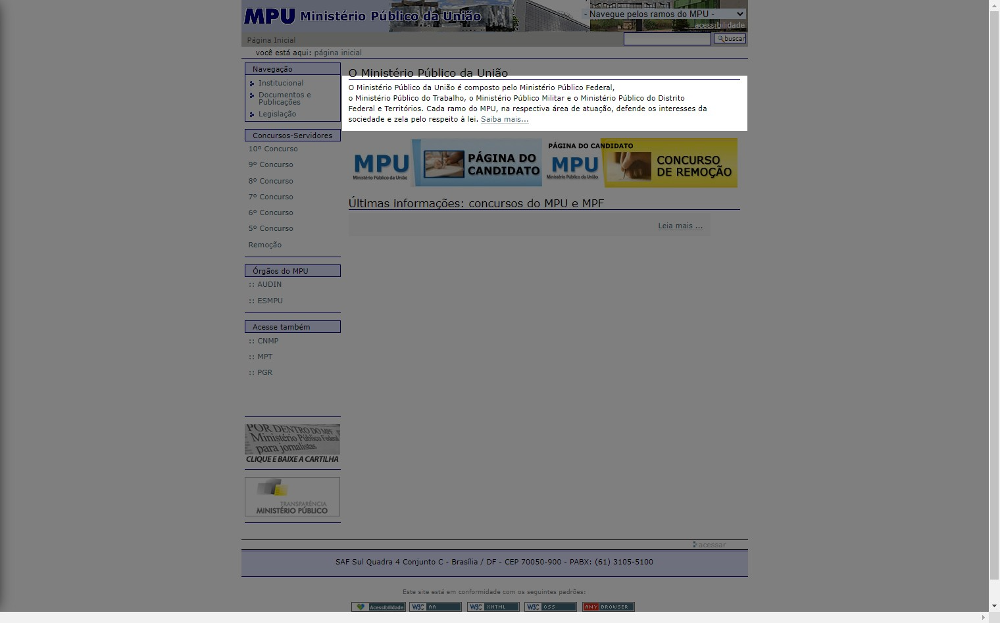 MPU Ministério Público da União
- Navegue pelos ramos do MPU -
acessibilidade
Página Inicial
buscar
você está aqui: página inicial
Navegação
Institucional
Documentos e
Publicações
Legislação
Concursos-Servidores
10º Concurso
9º Concurso
8º Concurso
7º Concurso
6º Concurso
5º Concurso
Remoção
Órgãos do MPU
:: AUDIN
:: ESMPU
Acesse também
:: CNMP
:: MPT
:: PGR
POR DENTRO DO MPF
Ministério Público Federal
para jornalistas
CLIQUE E BAIXE A CARTILHA
TRANSPARÊNCIA
MINISTÉRIO PÚBLICO
O Ministério Público da União
O Ministério Público da União é composto pelo Ministério Público Federal,
o Ministério Público do Trabalho, o Ministério Público Militar e o Ministério Público do Distrito
Federal e Territórios. Cada ramo do MPU, na respectiva área de atuação, defende os interesses da
sociedade e zela pelo respeito à lei. Saiba mais...
MPU
Ministério Público da União
PÁGINA DO
CANDIDATO
PÁGINA DO CANDIDATO
MPU
Ministério Público da União
CONCURSO
DE REMOÇÃO
Últimas informações: concursos do MPU e MPF
Leia mais ...
acessar
SAF Sul Quadra 4 Conjunto C - Brasília / DF - CEP 70050-900 - PABX: (61) 3105-5100
Este site está em conformidade com os seguintes padrões:
Acessibilidade
W3C AA
W3C XHTML
W3C CSS
ANY BROWSER